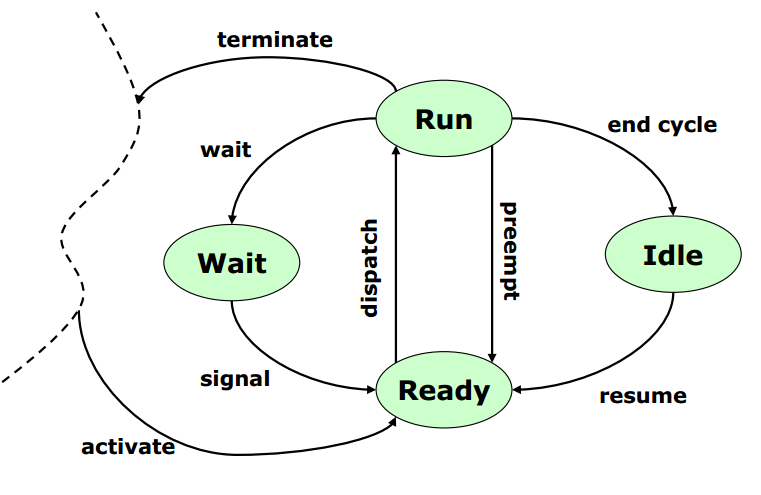 terminate
Run
end cycle
wait
preempt
dispatch
Wait
Idle
signal
Ready
resume
activate